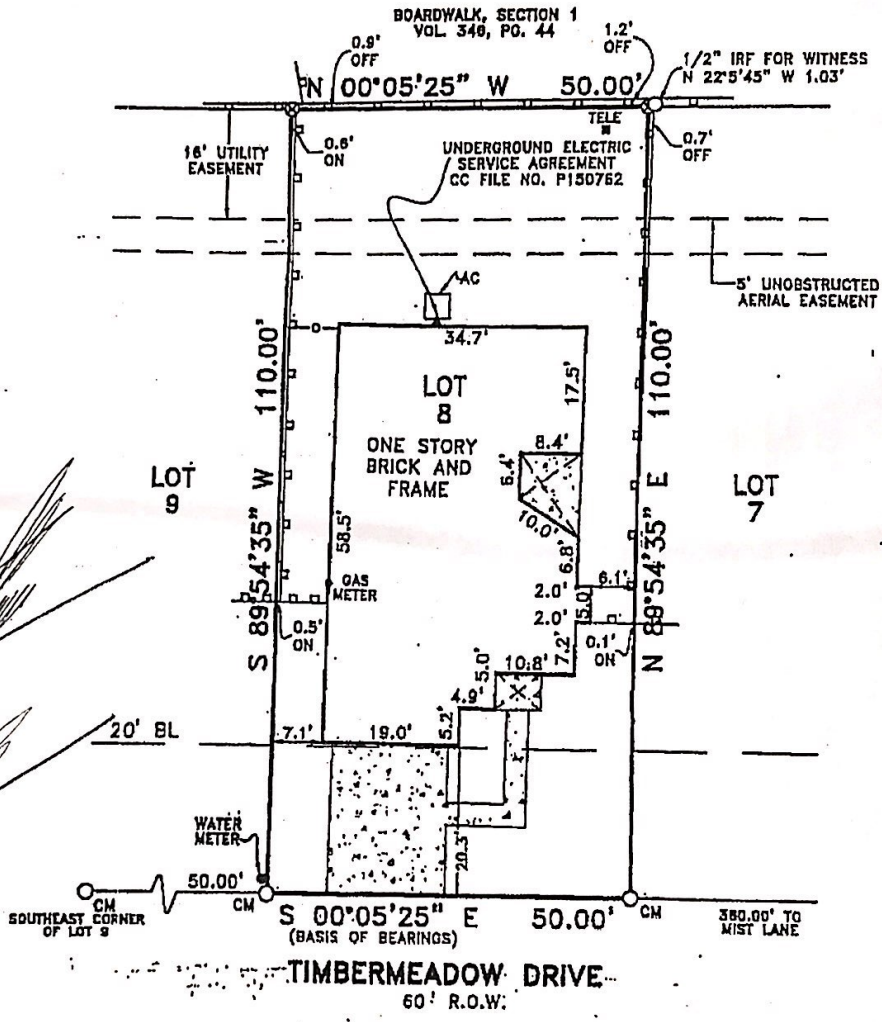 BOARDWALK, SECTION 1
VOL. 346, PG. 44
0.9'
OFF
1.2'
OFF
1/2" IRF FOR WITNESS
N 22°5'45" W 1.03'
N 00°05'25" W 50.00'
TELE
16' UTILITY
EASEMENT
0.6'
ON
UNDERGROUND ELECTRIC
SERVICE AGREEMENT
CC FILE NO. P150762
0.7'
OFF
AC
5' UNOBSTRUCTED
AERIAL EASEMENT
34.7'
110.00'
S 89°54'35" W
LOT
8
ONE STORY
BRICK AND
FRAME
17.5'
110.00'
N 89°54'35" E
LOT
9
LOT
7
8.4'
10.0'
58.5'
6.8'
GAS
METER
2.0'
6.1'
5.0'
2.0'
0.5'
ON
0.1'
ON
7.2'
5.0'
10.8'
4.9'
20' BL
7.1'
19.0'
5.2'
WATER
METER
20.3'
50.00'
CM
SOUTHEAST CORNER
OF LOT 9
CM
S 00°05'25" E 50.00'
(BASIS OF BEARINGS)
CM
TIMBERMEADOW DRIVE
60' R.O.W.
TO
MIST LANE